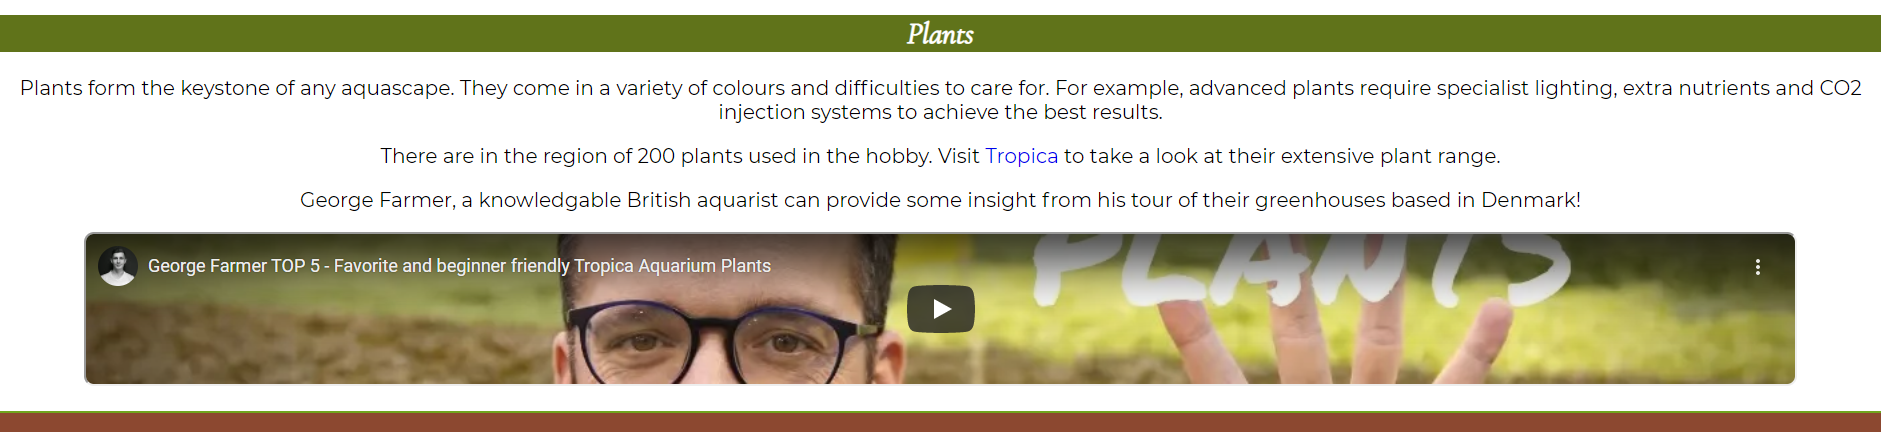 Plants
Plants form the keystone of any aquascape. They come in a variety of colours and difficulties to care for. For example, advanced plants require specialist lighting, extra nutrients and CO2
injection systems to achieve the best results.
There are in the region of 200 plants used in the hobby. Visit Tropica to take a look at their extensive plant range.
George Farmer, a knowledgable British aquarist can provide some insight from his tour of their greenhouses based in Denmark!
PLANTS
George Farmer TOP 5 - Favorite and beginner friendly Tropica Aquarium Plants